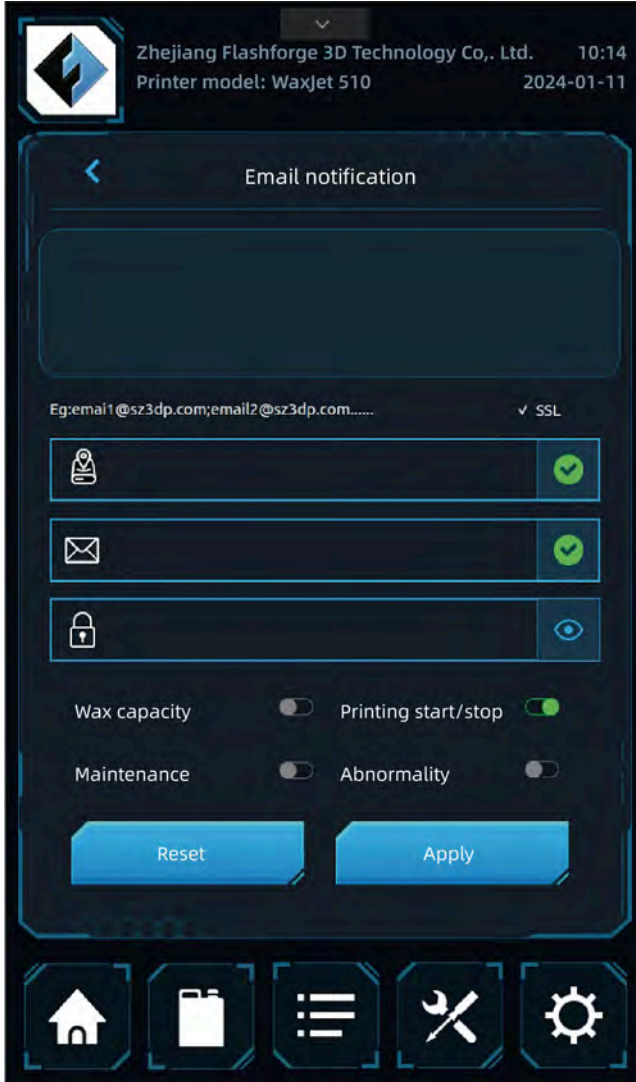 Zhejiang Flashforge 3D Technology Co,. Ltd. 10:14
Printer model: WaxJet 510 2024-01-11
Email notification
Eg:emai1@sz3dp.com;email2@sz3dp.com...... ✓ SSL
Wax capacity Printing start/stop
Maintenance Abnormality
Reset Apply